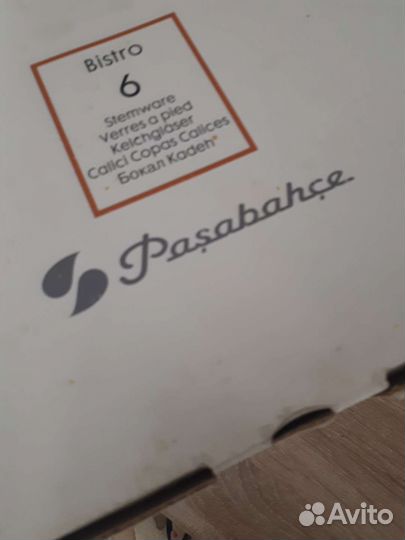 Bistro
6
Stemware
Verres a pied
Kelchgläser
Calici Copas Calices
Бокал Kadeh
Paşabahçe
Avito